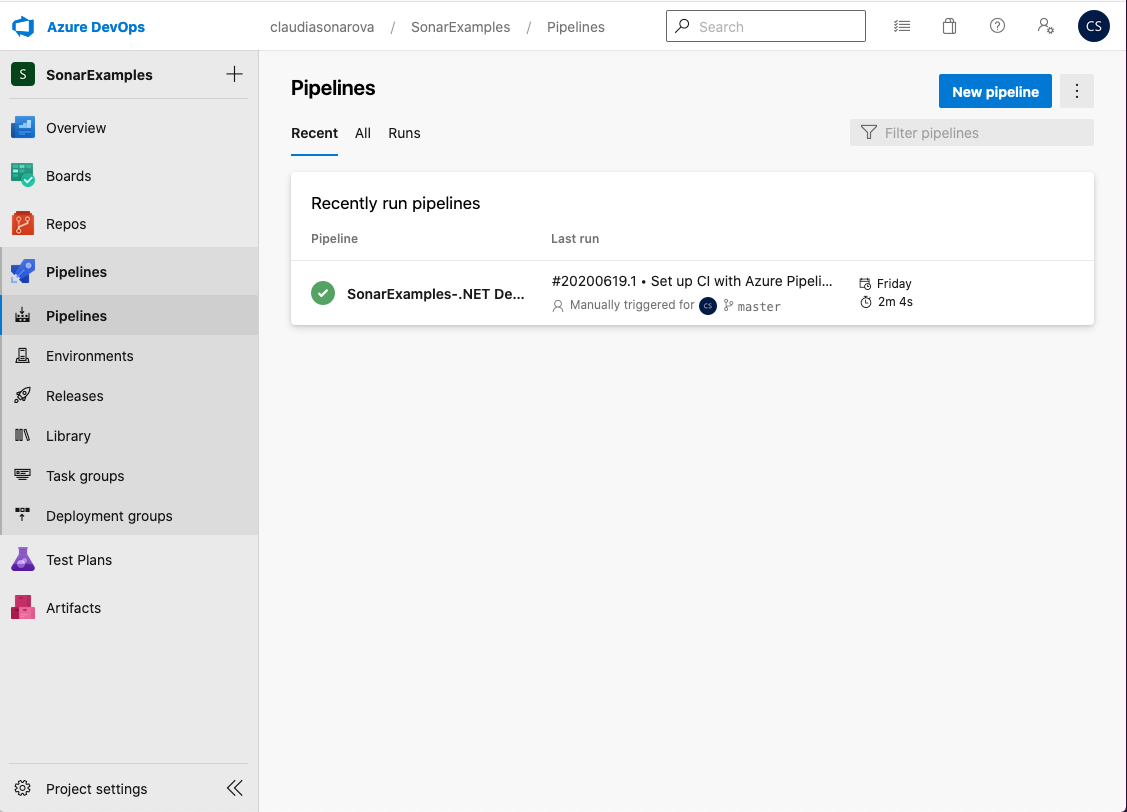 Azure DevOps
claudiasonarova / SonarExamples / Pipelines
Search
CS
S SonarExamples
Overview
Boards
Repos
Pipelines
Pipelines
Environments
Releases
Library
Task groups
Deployment groups
Test Plans
Artifacts
Project settings
Pipelines
New pipeline
Recent All Runs
Filter pipelines
Recently run pipelines
Pipeline Last run
SonarExamples-.NET De...
#20200619.1 • Set up CI with Azure Pipeli...
Manually triggered for CS master
Friday
2m 4s